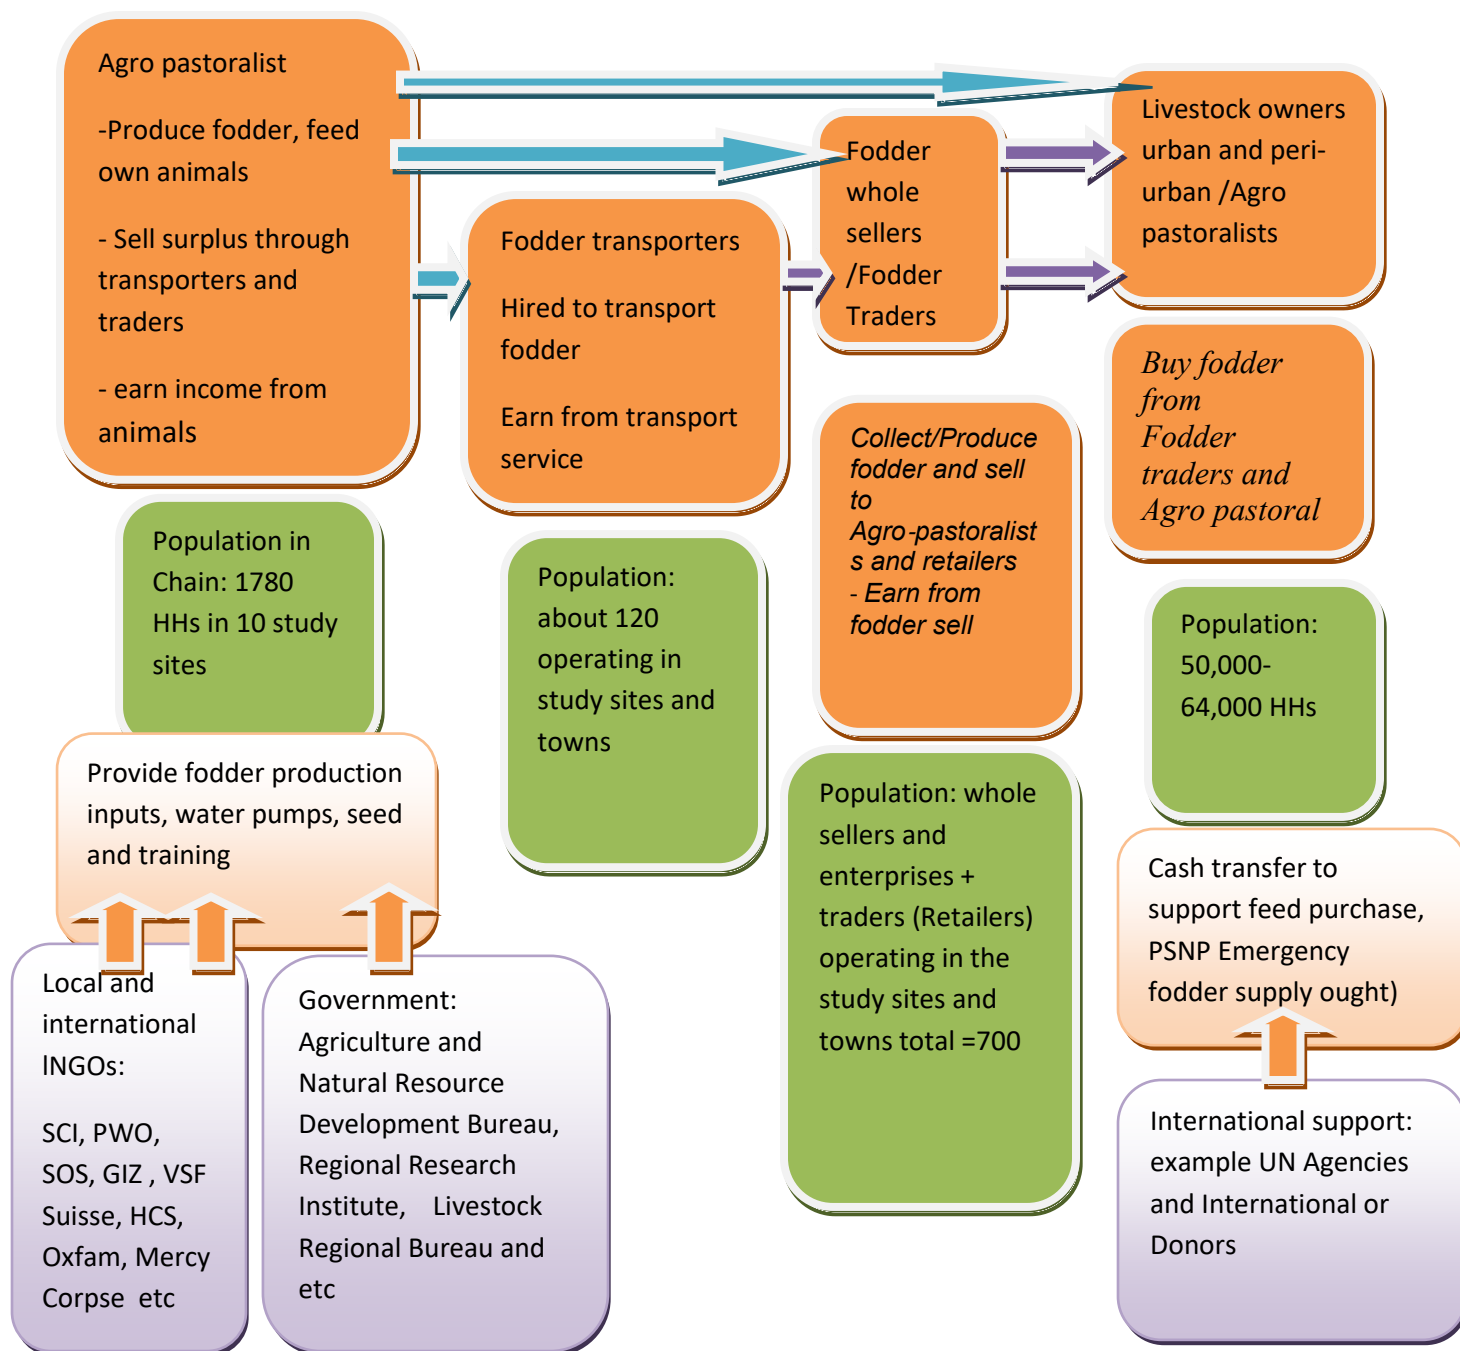 Agro pastoralist
-Produce fodder, feed
own animals
- Sell surplus through
transporters and
traders
- earn income from
animals
Fodder transporters
Hired to transport
fodder
Earn from transport
service
Fodder
whole
sellers
/Fodder
Traders
Livestock owners
urban and peri-
urban /Agro
pastoralists
Buy fodder
from
Fodder
traders and
Agro pastoral
Collect/Produce
fodder and sell
to
Agro-pastoralist
s and retailers
- Earn from
fodder sell
Population in
Chain: 1780
HHs in 10 study
sites
Population:
about 120
operating in
study sites and
towns
Population: whole
sellers and
enterprises +
traders (Retailers)
operating in the
study sites and
towns total =700
Population:
50,000-
64,000 HHs
Provide fodder production
inputs, water pumps, seed
and training
Cash transfer to
support feed purchase,
PSNP Emergency
fodder supply ought)
Local and
international
INGOs:
SCI, PWO,
SOS, GIZ , VSF
Suisse, HCS,
Oxfam, Mercy
Corpse etc
Government:
Agriculture and
Natural Resource
Development Bureau,
Regional Research
Institute, Livestock
Regional Bureau and
etc
International support:
example UN Agencies
and International or
Donors